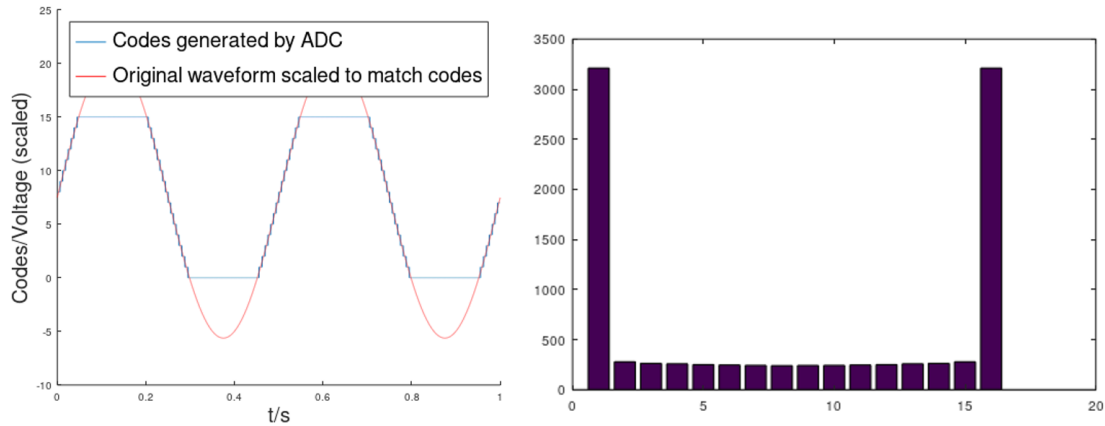 25
20
15
10
5
0
-5
-10
Codes/Voltage (scaled)
Codes generated by ADC
Original waveform scaled to match codes
0 0.2 0.4 0.6 0.8 1
t/s
3500
3000
2500
2000
1500
1000
500
0
0 5 10 15 20